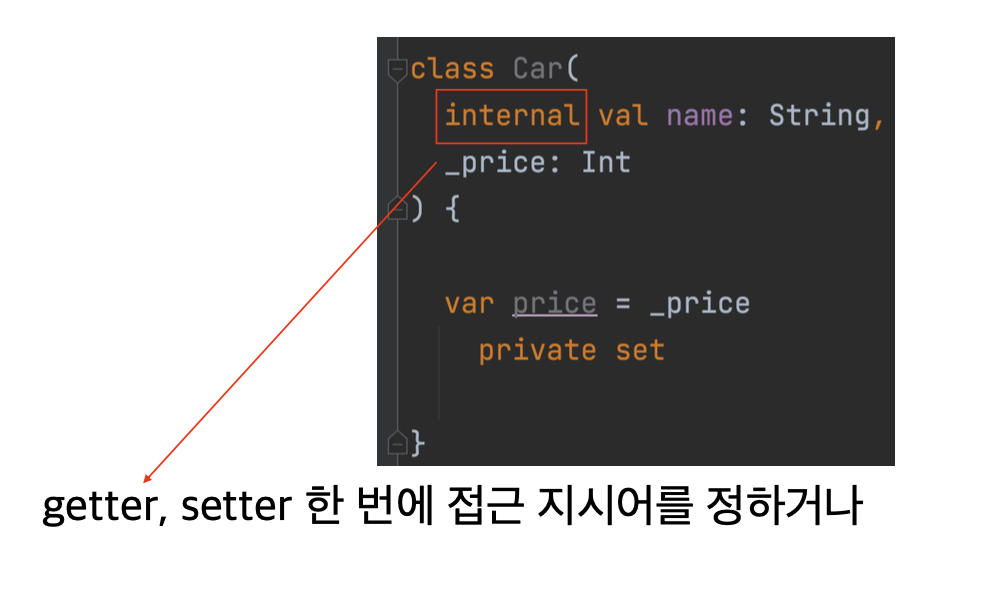 class Car(
internal val name: String,
_price: Int
) {
var price = _price
private set
}
getter, setter 한 번에 접근 지시어를 정하거나